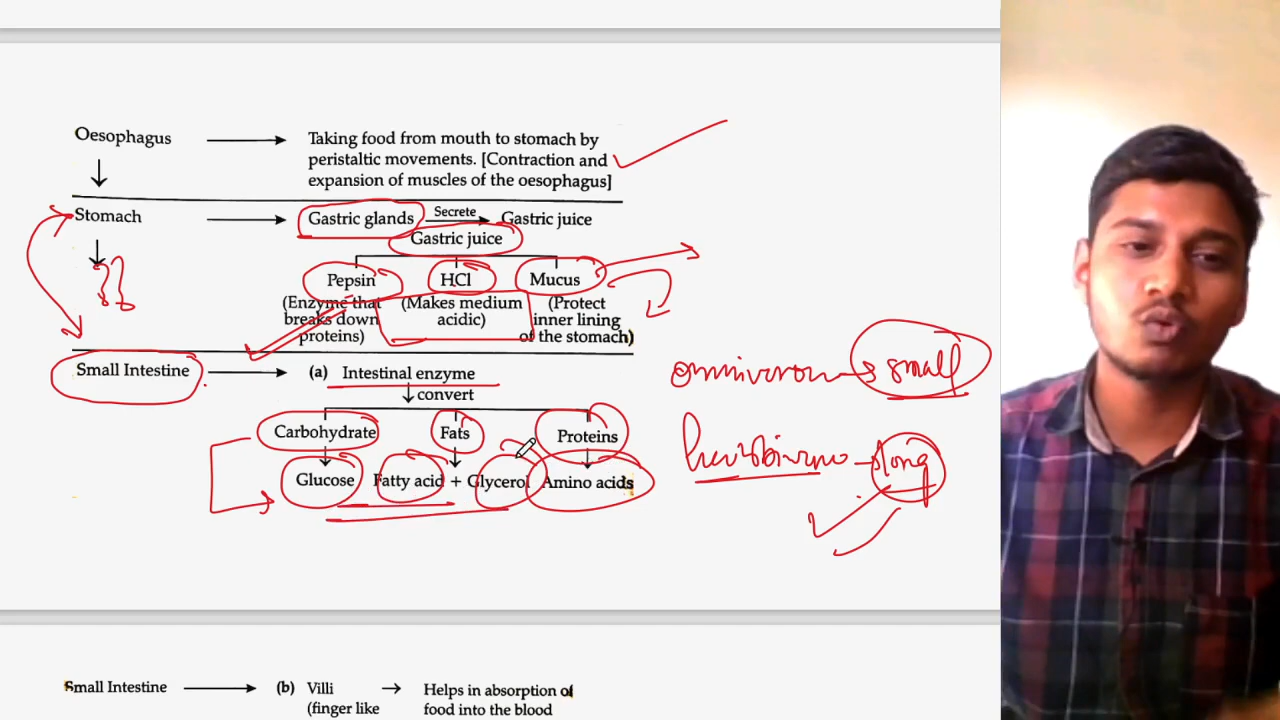 Oesophagus → Taking food from mouth to stomach by
peristaltic movements. [Contraction and
expansion of muscles of the oesophagus]
Stomach → Gastric glands Secrete → Gastric juice
Gastric juice
Pepsin HCl Mucus
(Enzyme that (Makes medium (Protect
breaks down acidic) inner lining
proteins) of the stomach)
Small Intestine → (a) Intestinal enzyme
convert
Carbohydrate Fats Proteins
Glucose Fatty acid + Glycerol Amino acids
small
long
Small Intestine → (b) Villi → Helps in absorption of
(finger like food into the blood